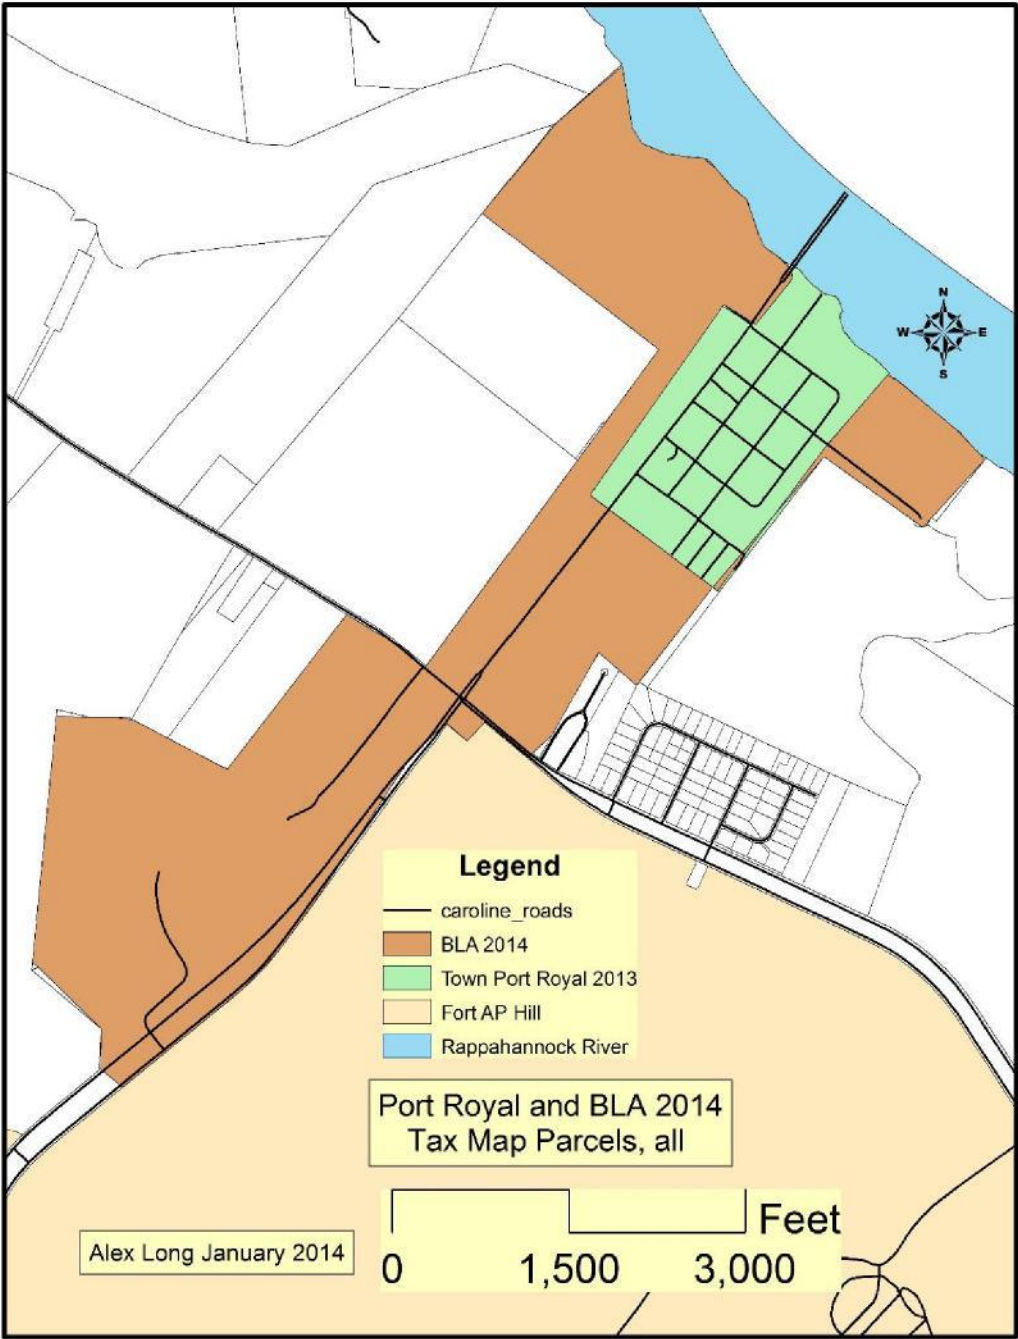 N
W E
S
Legend
caroline_roads
BLA 2014
Town Port Royal 2013
Fort AP Hill
Rappahannock River
Port Royal and BLA 2014
Tax Map Parcels, all
Feet
0 1,500 3,000
Alex Long January 2014